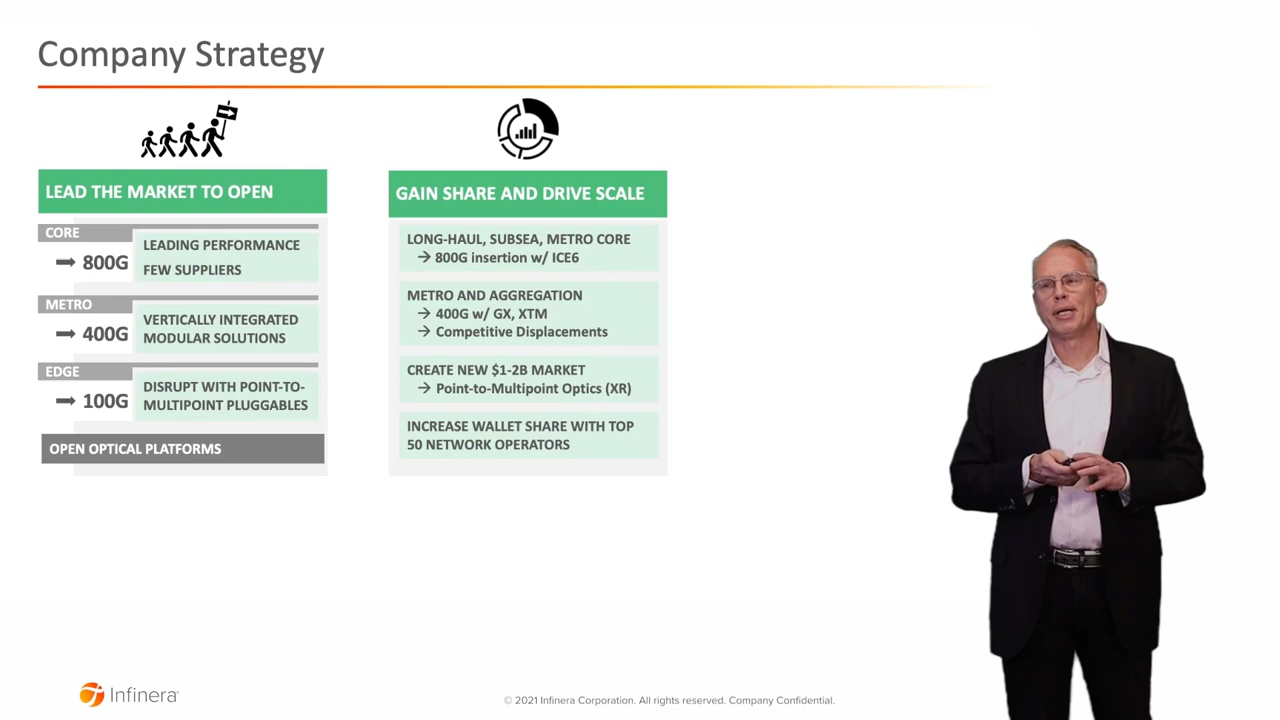 Company Strategy
LEAD THE MARKET TO OPEN
CORE
➞ 800G
LEADING PERFORMANCE
FEW SUPPLIERS
METRO
➞ 400G
VERTICALLY INTEGRATED
MODULAR SOLUTIONS
EDGE
➞ 100G
DISRUPT WITH POINT-TO-
MULTIPOINT PLUGGABLES
OPEN OPTICAL PLATFORMS
GAIN SHARE AND DRIVE SCALE
LONG-HAUL, SUBSEA, METRO CORE
→ 800G insertion w/ ICE6
METRO AND AGGREGATION
→ 400G w/ GX, XTM
→ Competitive Displacements
CREATE NEW $1-2B MARKET
→ Point-to-Multipoint Optics (XR)
INCREASE WALLET SHARE WITH TOP
50 NETWORK OPERATORS
Infinera
© 2021 Infinera Corporation. All rights reserved. Company Confidential.